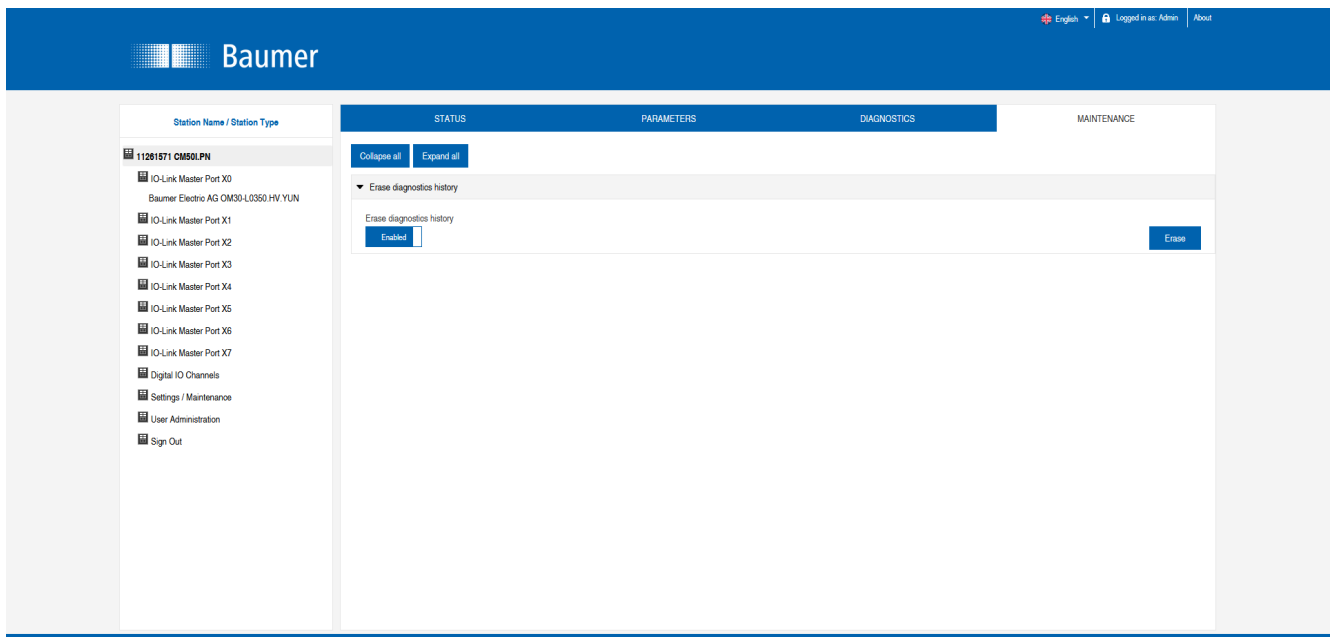 English
Logged in as: Admin
About
Baumer
Station Name / Station Type
11261571 CM50I.PN
IO-Link Master Port X0
Baumer Electric AG OM30-L0350.HV.YUN
IO-Link Master Port X1
IO-Link Master Port X2
IO-Link Master Port X3
IO-Link Master Port X4
IO-Link Master Port X5
IO-Link Master Port X6
IO-Link Master Port X7
Digital IO Channels
Settings / Maintenance
User Administration
Sign Out
STATUS
PARAMETERS
DIAGNOSTICS
MAINTENANCE
Collapse all
Expand all
Erase diagnostics history
Erase diagnostics history
Enabled
Erase